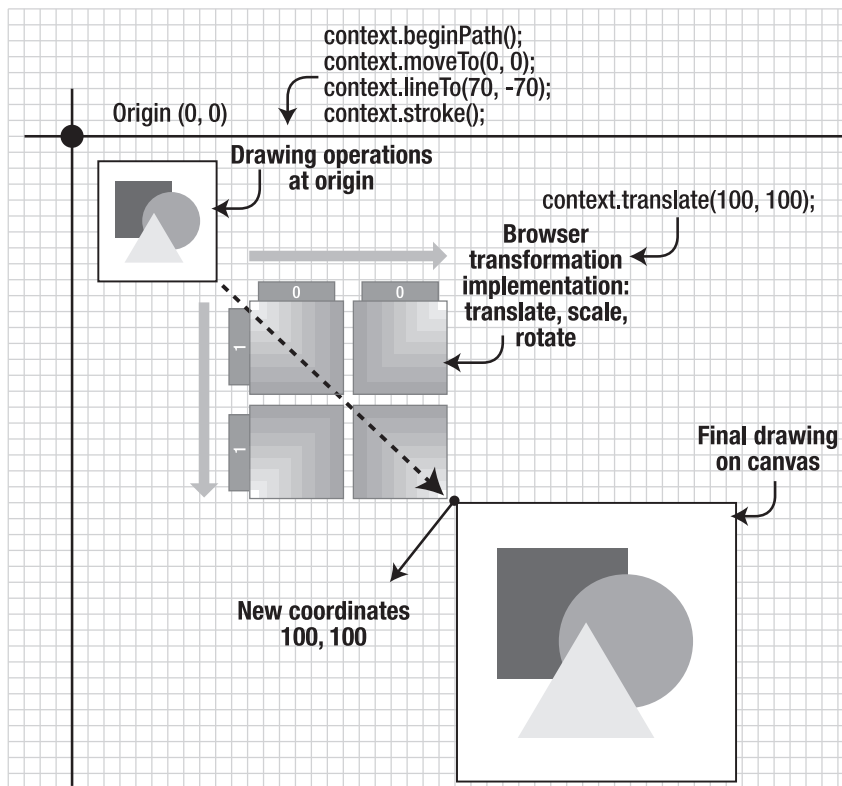 context.beginPath();
context.moveTo(0, 0);
context.lineTo(70, -70);
context.stroke();
Origin (0, 0)
Drawing operations
at origin
context.translate(100, 100);
Browser
transformation
implementation:
translate, scale,
rotate
0
0
1
1
Final drawing
on canvas
New coordinates
100, 100